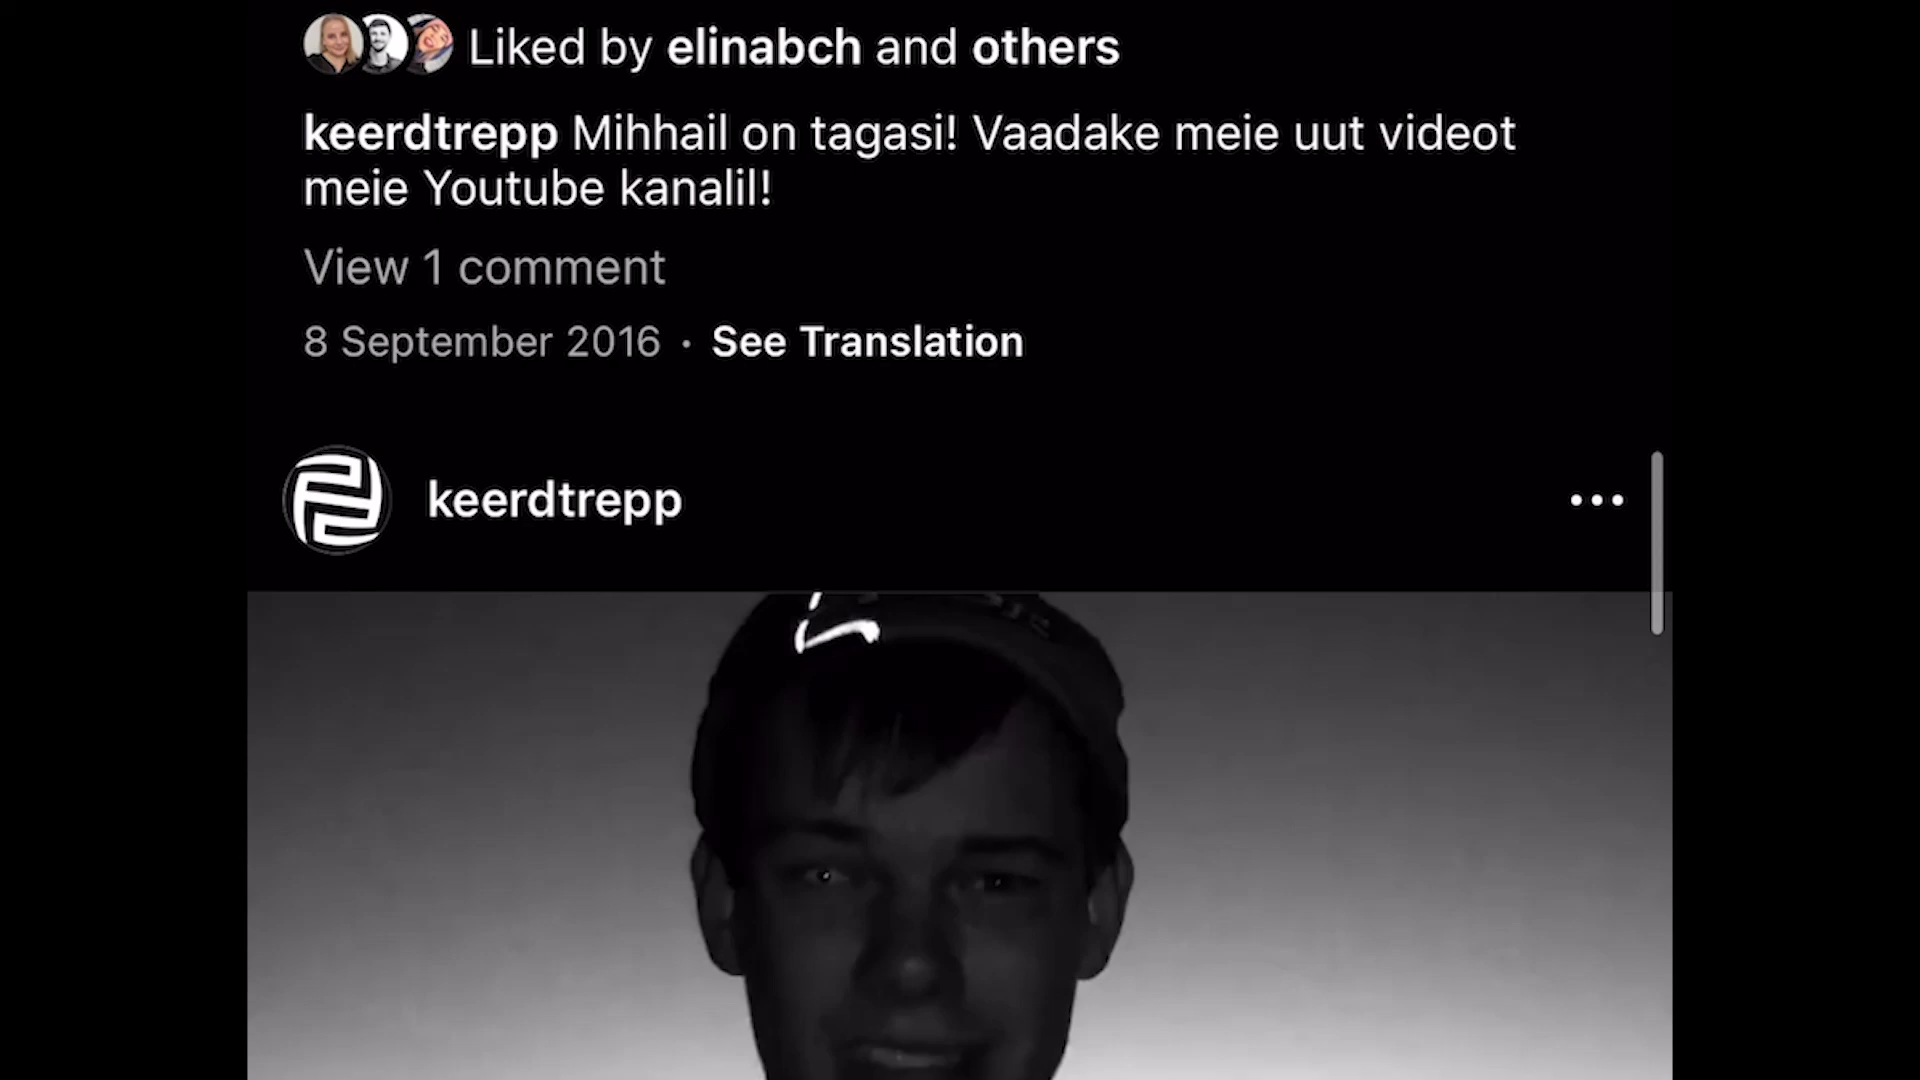 Liked by elinabch and others
keerdtrepp Mihhail on tagasi! Vaadake meie uut videot
meie Youtube kanalil!
View 1 comment
8 September 2016 · See Translation
keerdtrepp